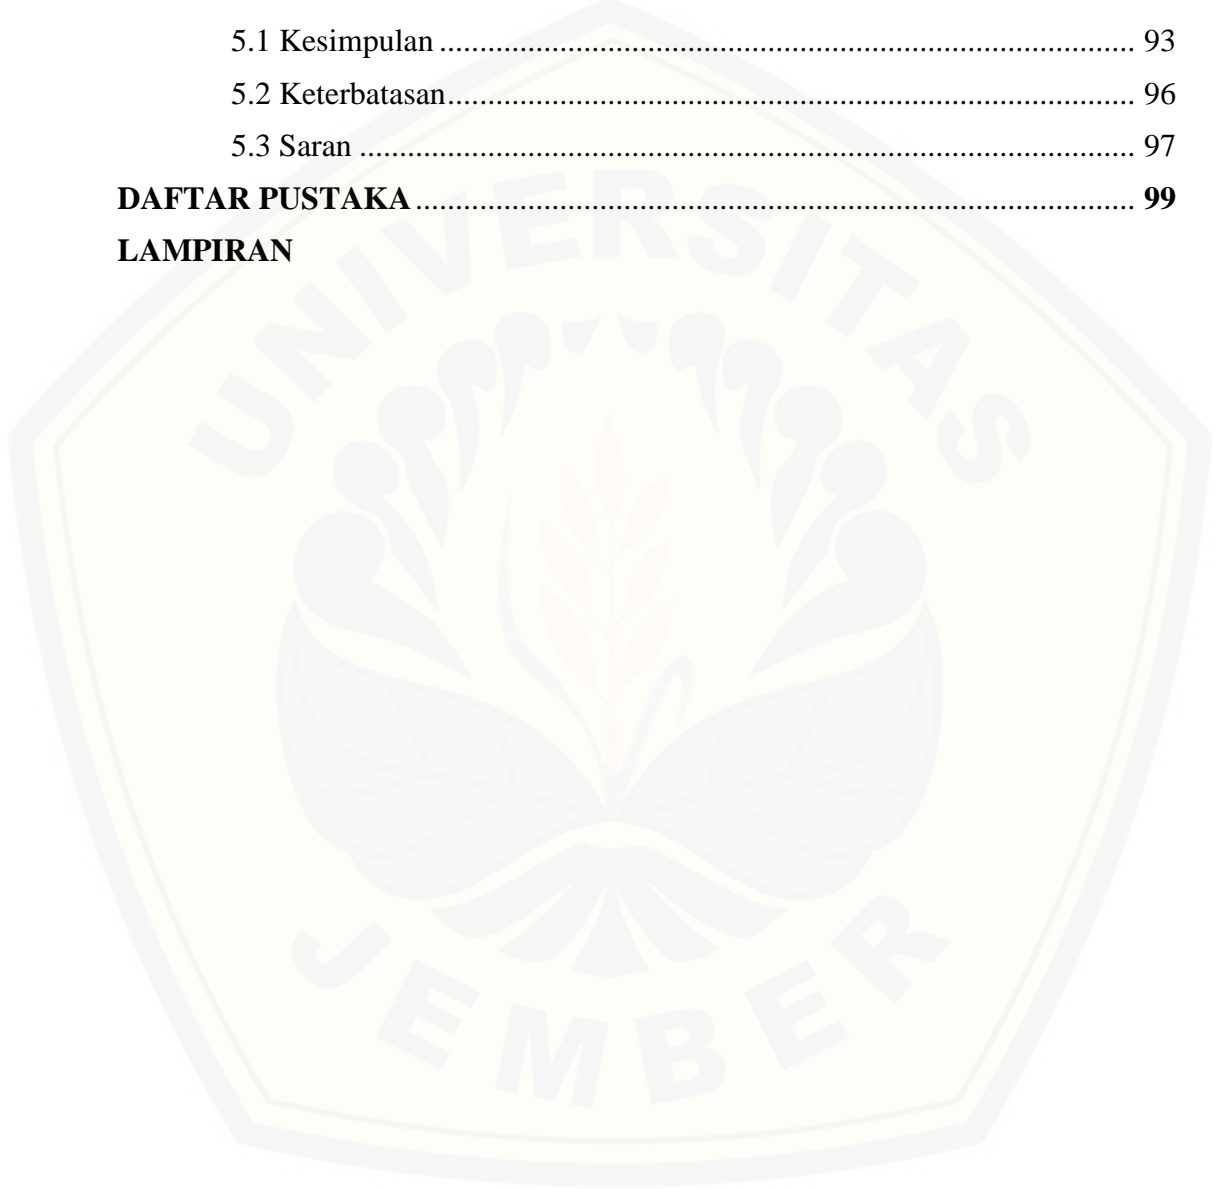 5.1 Kesimpulan ....................................................................................... 93
5.2 Keterbatasan...................................................................................... 96
5.3 Saran ................................................................................................. 97
DAFTAR PUSTAKA .......................................................................................... 99
LAMPIRAN
UNIVERSITAS
JEMBER